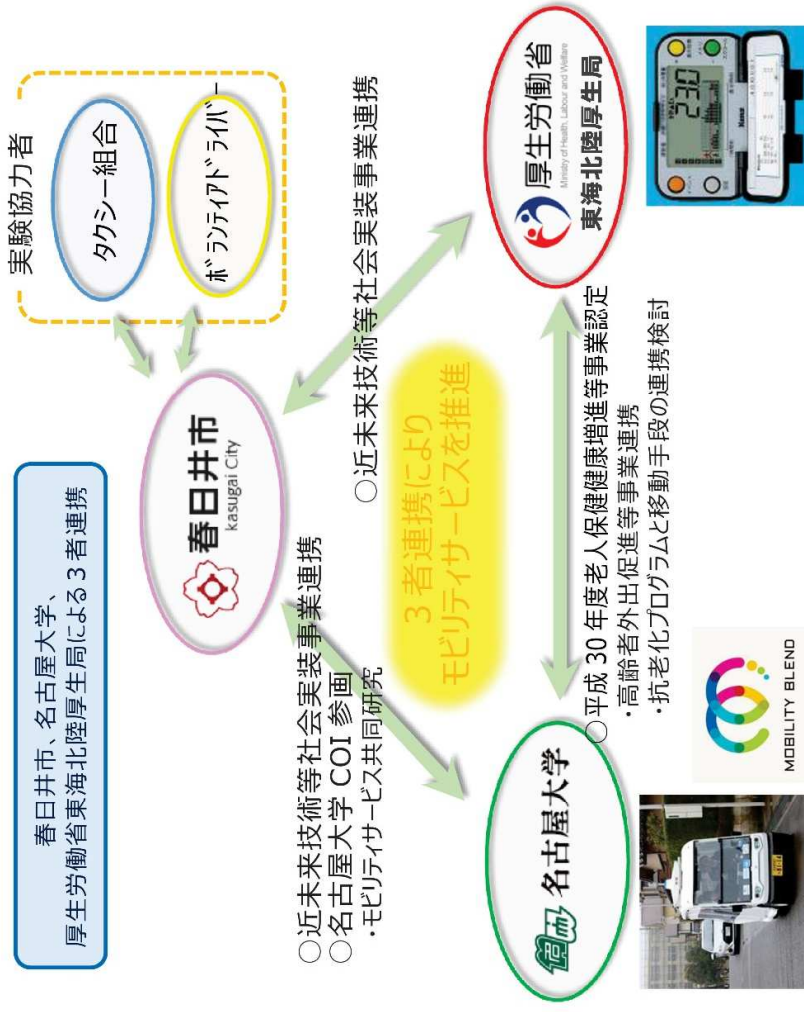 春日井市、名古屋大学、
厚生労働省東海北陸厚生局による3者連携
実験協力者
タクシー組合
ボランティアドライバー
春日井市
kasugai City
○近未来技術等社会実装事業連携
○名古屋大学 COI 参画
・モビリティサービス共同研究
○近未来技術等社会実装事業連携
3者連携により
モビリティサービスを推進
名古屋大学
厚生労働省
Ministry of Health, Labour and Welfare
東海北陸厚生局
○平成 30 年度老人保健健康増進等事業認定
・高齢者外出促進等事業連携
・抗老化プログラムと移動手段の連携検討
MOBILITY BLEND
230